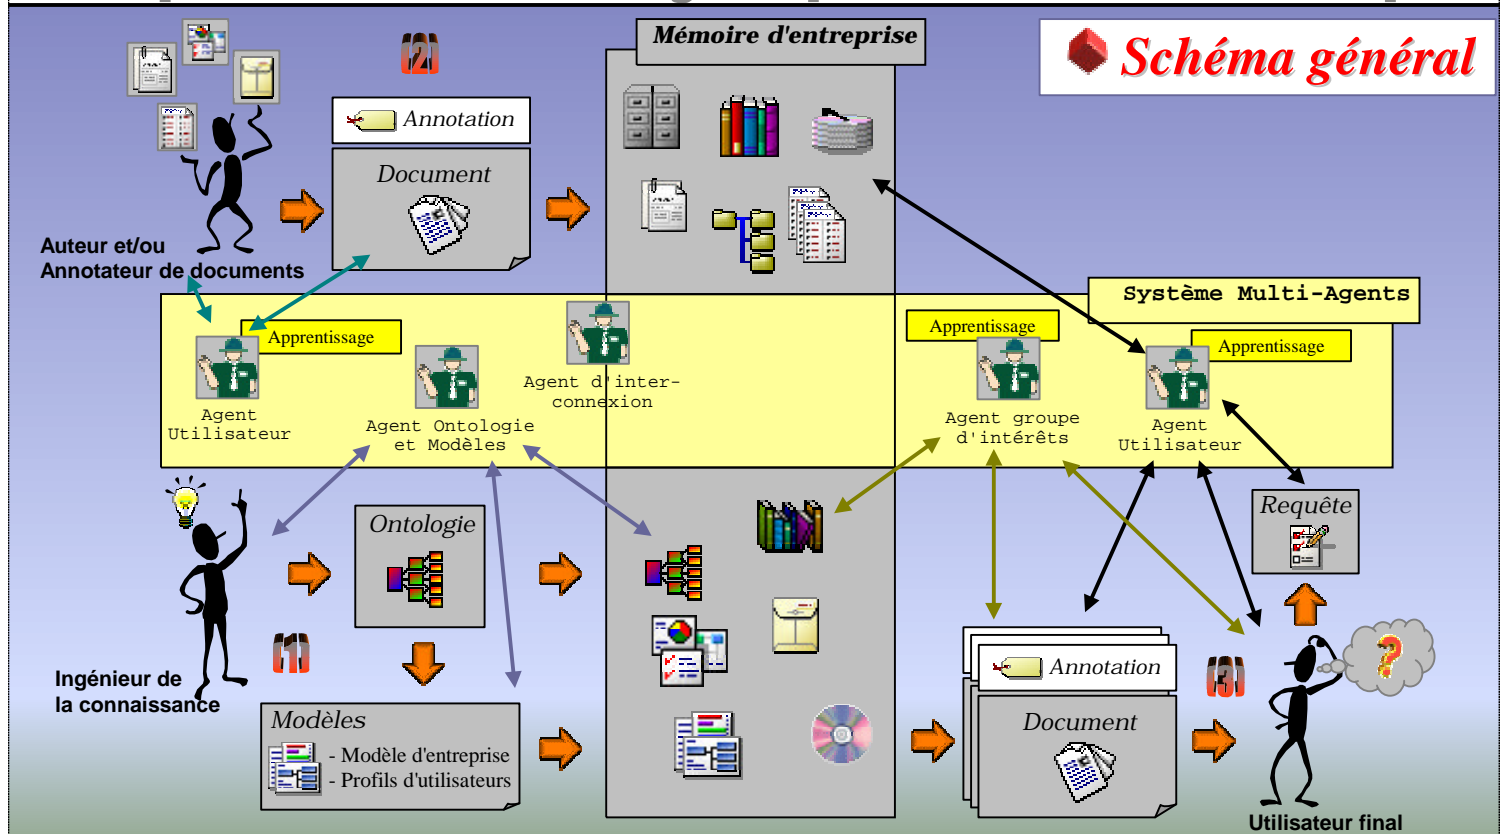 Mémoire d'entreprise
Schéma général
(2)
Annotation
Document
Auteur et/ou
Annotateur de documents
Système Multi-Agents
Apprentissage
Apprentissage
Apprentissage
Agent
Utilisateur
Agent Ontologie
et Modèles
Agent d'inter-
connexion
Agent groupe
d'intérêts
Agent
Utilisateur
Ontologie
Requête
(1)
Ingénieur de
la connaissance
Modèles
- Modèle d'entreprise
- Profils d'utilisateurs
Annotation
Document
(3)
?
Utilisateur final